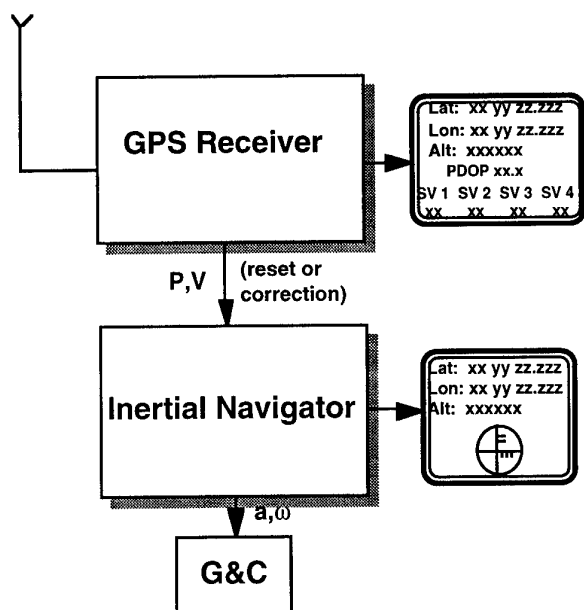 GPS Receiver
Lat: xx yy zz.zzz
Lon: xx yy zz.zzz
Alt: xxxxxx
PDOP xx.x
SV 1 SV 2 SV 3 SV 4
xx xx xx xx
P,V
(reset or
correction)
Inertial Navigator
Lat: xx yy zz.zzz
Lon: xx yy zz.zzz
Alt: xxxxxx
a,ω
G&C